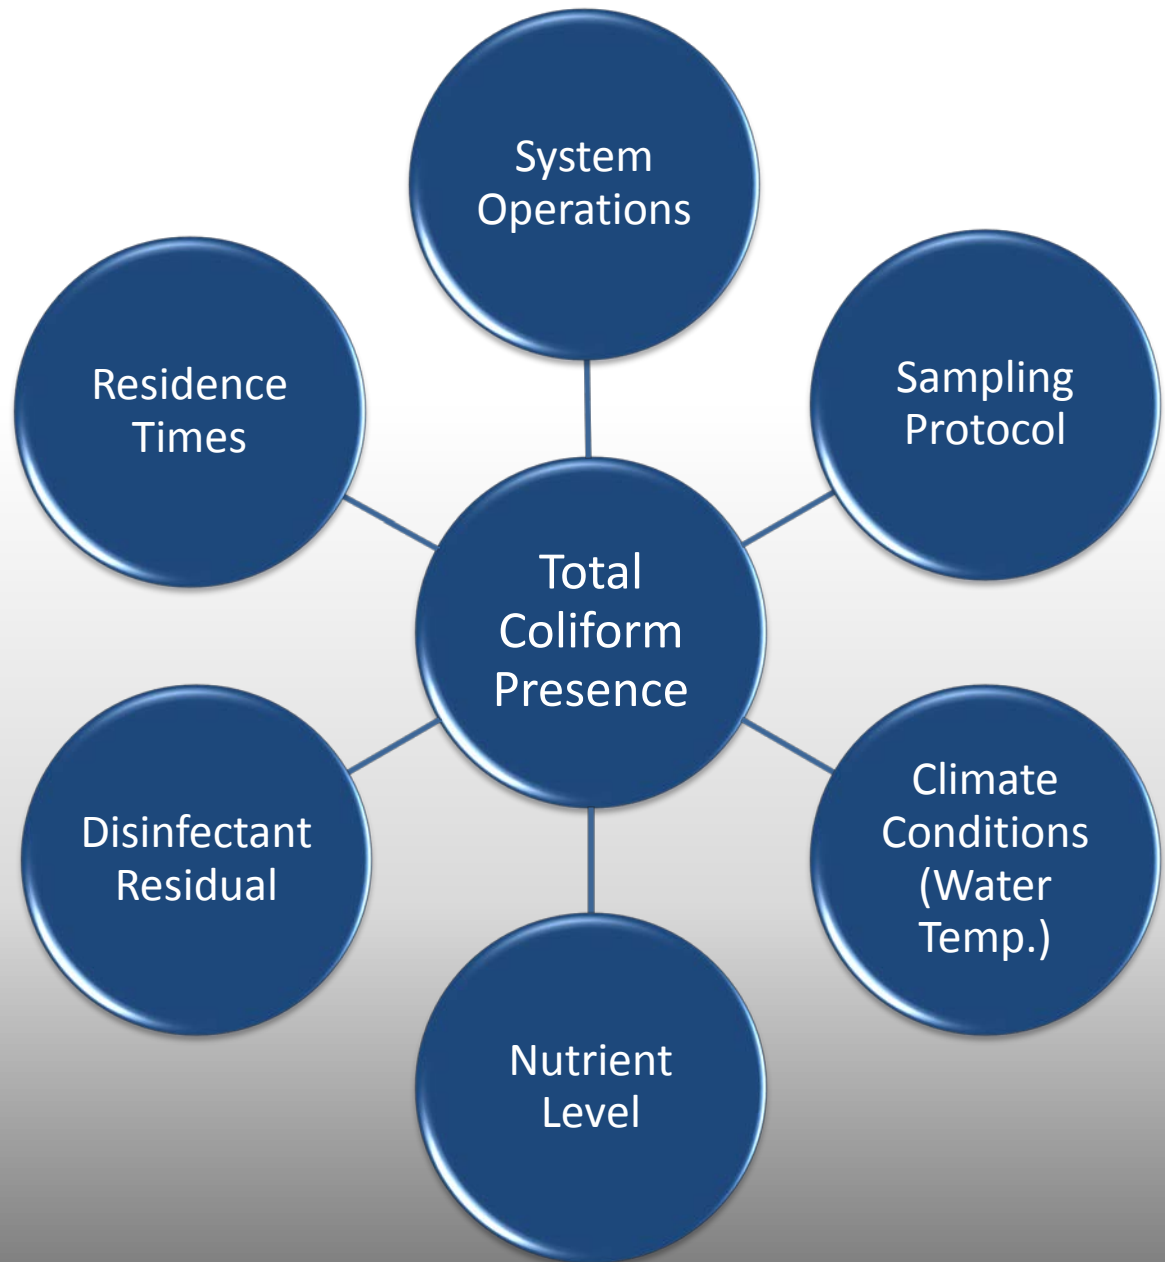 System
Operations
Residence
Times
Sampling
Protocol
Total
Coliform
Presence
Disinfectant
Residual
Climate
Conditions
(Water
Temp.)
Nutrient
Level